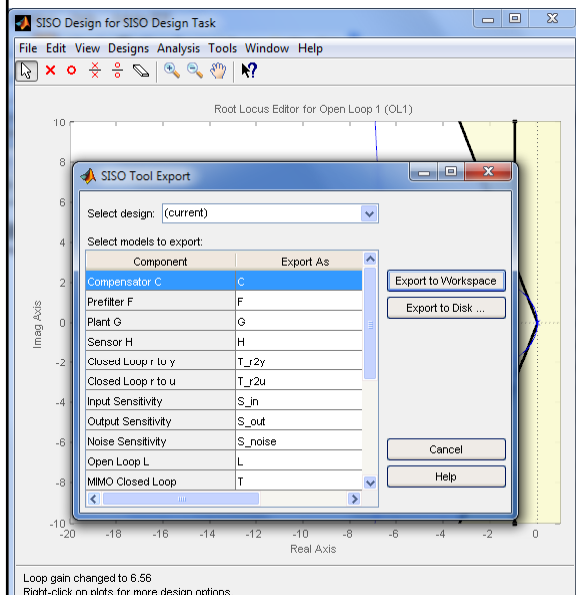 SISO Design for SISO Design Task
File Edit View Designs Analysis Tools Window Help
Root Locus Editor for Open Loop 1 (OL1)
10
8
6
4
2
0
-2
-4
-6
-8
-10
Imag Axis
-20 -18 -16 -14 -12 -10 -8 -6 -4 -2 0
Real Axis
SISO Tool Export
Select design: (current)
Select models to export:
Component Export As
Compensator C C
Prefilter F F
Plant G G
Sensor H H
Closed Loop r to y T_r2y
Closed Loop r to u T_r2u
Input Sensitivity S_in
Output Sensitivity S_out
Noise Sensitivity S_noise
Open Loop L L
MIMO Closed Loop T
Export to Workspace
Export to Disk ...
Cancel
Help
Loop gain changed to 6.56
Right-click on plots for more design options